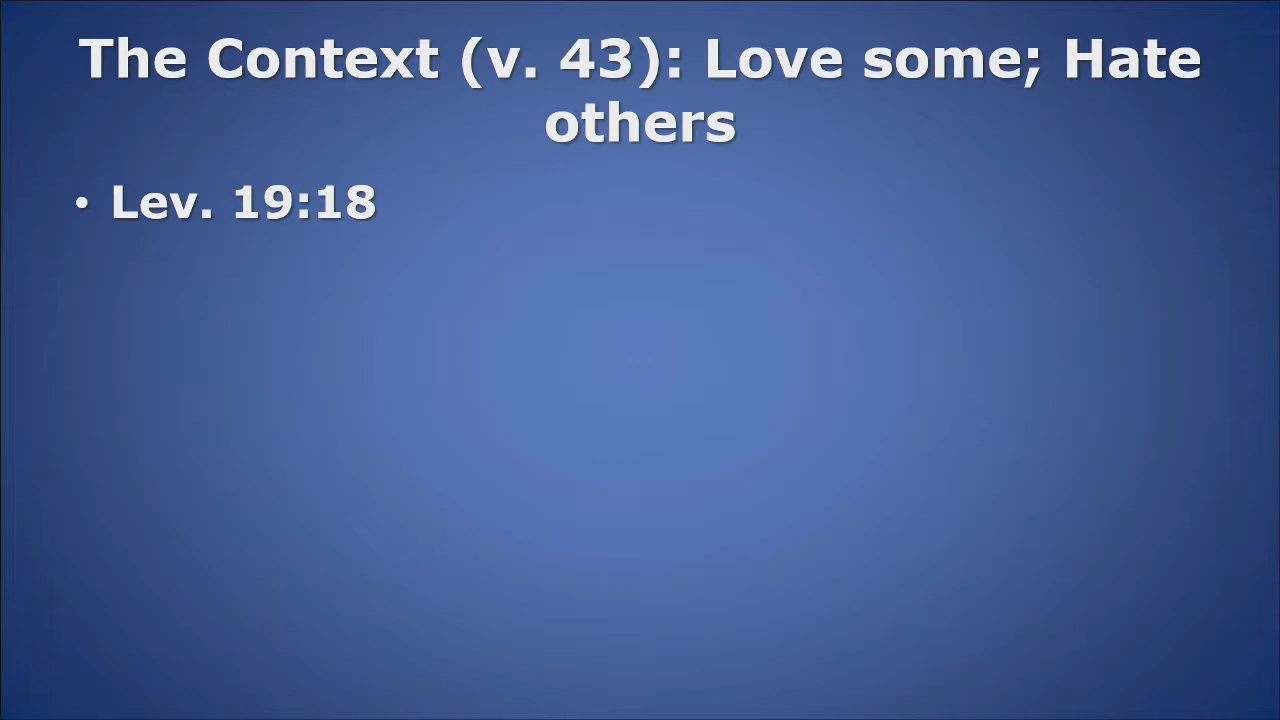 The Context (v. 43): Love some; Hate
others
• Lev. 19:18